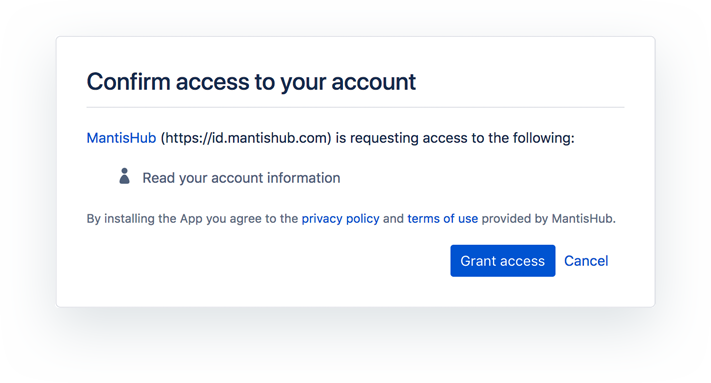 Confirm access to your account
MantisHub (https://id.mantishub.com) is requesting access to the following:
Read your account information
By installing the App you agree to the privacy policy and terms of use provided by MantisHub.
Grant access Cancel